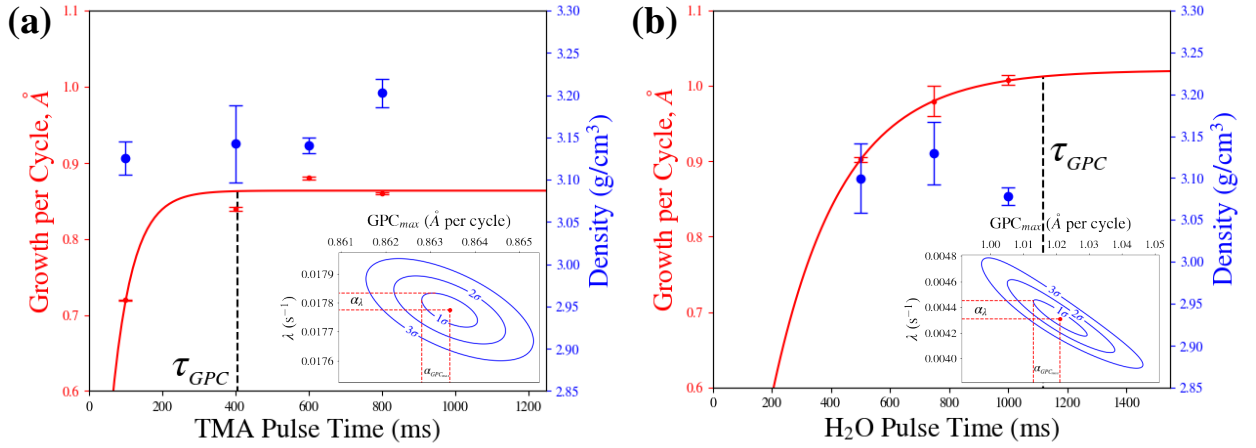 (a)
Growth per Cycle, Å
1.1
1.0
0.9
0.8
0.7
0.6
0
200
400
600
800
1000
1200
TMA Pulse Time (ms)
3.30
3.25
3.20
3.15
3.10
3.05
3.00
2.95
2.90
2.85
Density (g/cm³)
τGPC
GPCmax (Å per cycle)
0.861
0.862
0.863
0.864
0.865
λ (s⁻¹)
0.0179
0.0178
0.0177
0.0176
αλ
αGPCmax
1σ
2σ
3σ
(b)
Growth per Cycle, Å
1.1
1.0
0.9
0.8
0.7
0.6
0
200
400
600
800
1000
1200
1400
H₂O Pulse Time (ms)
3.30
3.25
3.20
3.15
3.10
3.05
3.00
2.95
2.90
2.85
Density (g/cm³)
τGPC
GPCmax (Å per cycle)
1.00
1.01
1.02
1.03
1.04
1.05
λ (s⁻¹)
0.0048
0.0046
0.0044
0.0042
0.0040
αλ
αGPCmax
3σ
2σ
1σ